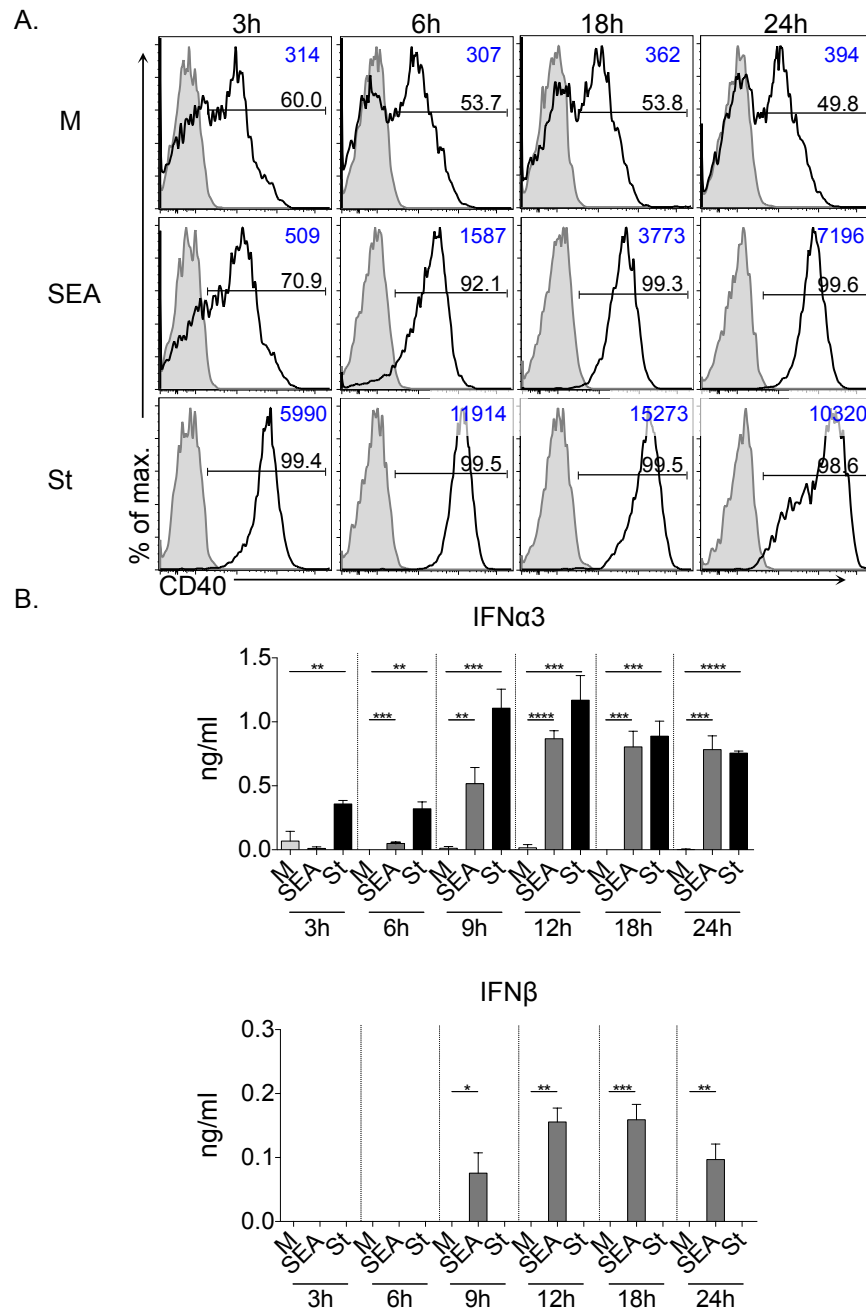 A.
3h 6h 18h 24h
M
314 307 362 394
60.0 53.7 53.8 49.8
SEA
509 1587 3773 7196
70.9 92.1 99.3 99.6
St
5990 11914 15273 10320
99.4 99.5 99.5 98.6
% of max.
CD40
B.
IFNα3
1.5
1.0
0.5
0.0
ng/ml
** ** *** *** *** ****
*** ** **** *** ***
M SEA St M SEA St M SEA St M SEA St M SEA St M SEA St
3h 6h 9h 12h 18h 24h
IFNβ
0.3
0.2
0.1
0.0
ng/ml
* ** *** **
M SEA St M SEA St M SEA St M SEA St M SEA St M SEA St
3h 6h 9h 12h 18h 24h